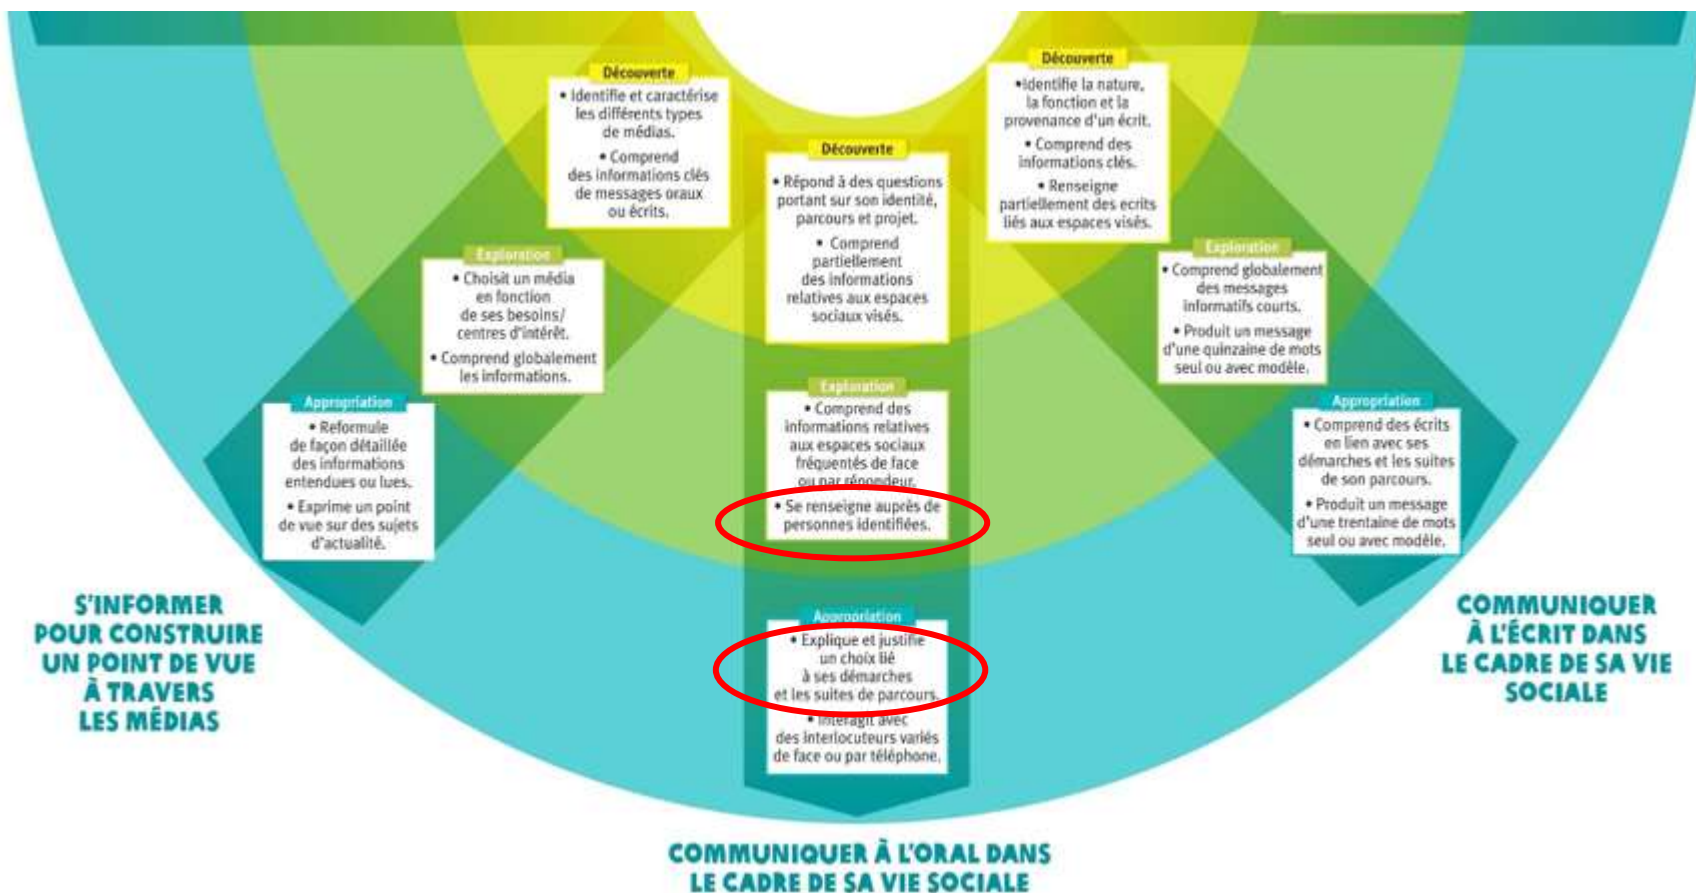 Découverte
• Identifie et caractérise
les différents types
de médias.
• Comprend
des informations clés
de messages oraux
ou écrits.
Exploration
• Choisit un média
en fonction
de ses besoins/
centres d'intérêt.
• Comprend globalement
les informations.
Appropriation
• Reformule
de façon détaillée
des informations
entendues ou lues.
• Exprime un point
de vue sur des sujets
d'actualité.
S'INFORMER
POUR CONSTRUIRE
UN POINT DE VUE
À TRAVERS
LES MÉDIAS
Découverte
• Répond à des questions
portant sur son identité,
parcours et projet.
• Comprend
partiellement
des informations
relatives aux espaces
sociaux visés.
Exploration
• Comprend des
informations relatives
aux espaces sociaux
fréquentés de face
ou par répondeur.
• Se renseigne auprès de
personnes identifiées.
Appropriation
• Explique et justifie
un choix lié
à ses démarches
et les suites de parcours.
• Interagit avec
des interlocuteurs variés
de face ou par téléphone.
COMMUNIQUER À L'ORAL DANS
LE CADRE DE SA VIE SOCIALE
Découverte
•Identifie la nature,
la fonction et la
provenance d'un écrit.
• Comprend des
informations clés.
• Renseigne
partiellement des ecrits
liés aux espaces visés.
Exploration
• Comprend globalement
des messages
informatifs courts.
• Produit un message
d'une quinzaine de mots
seul ou avec modèle.
Appropriation
• Comprend des écrits
en lien avec ses
démarches et les suites
de son parcours.
• Produit un message
d'une trentaine de mots
seul ou avec modèle.
COMMUNIQUER
À L'ÉCRIT DANS
LE CADRE DE SA VIE
SOCIALE